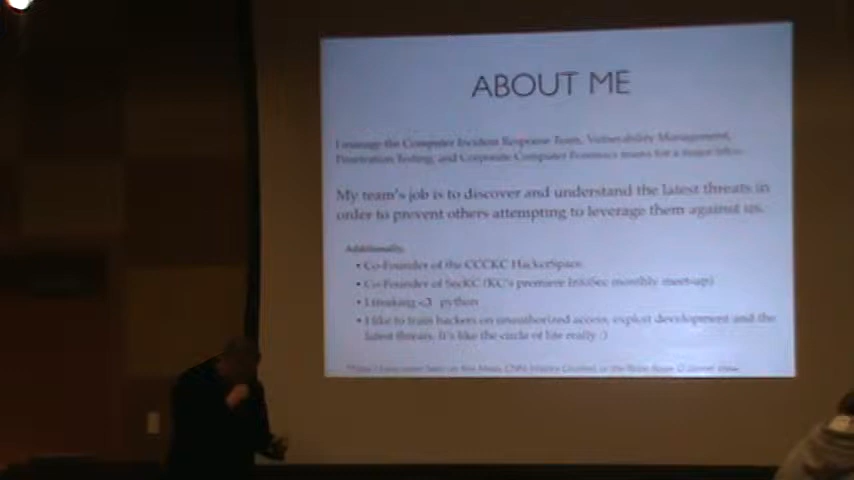 ABOUT ME
I manage the Computer Incident Response Team, Vulnerability Management,
Penetration Testing, and Corporate Computer Forensics teams for a major telco.
My team's job is to discover and understand the latest threats in
order to prevent others attempting to leverage them against us.
Additionally
• Co-Founder of the CCCKC HackerSpace
• Co-Founder of SecKC (KC's premiere InfoSec monthly meet-up)
• I freaking <3 python
• I like to train hackers on unauthorized access, exploit development and the
latest threats. It's like the circle of life really :)